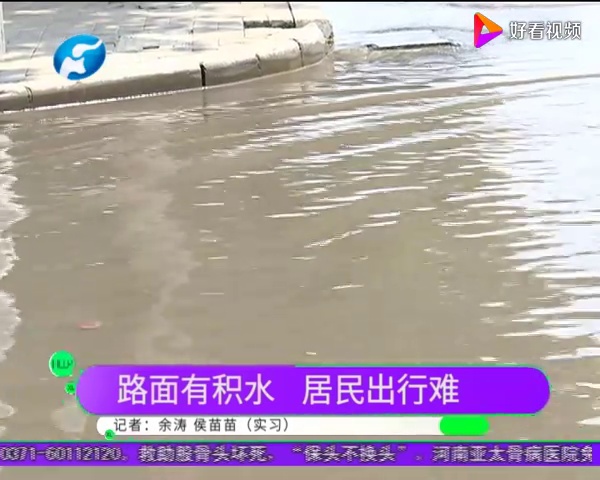 好看视频
路面有积水 居民出行难
记者：余涛 侯苗苗（实习）
0371-60112120。救助股骨头坏死、“保头不换头”，河南亚太骨病医院免